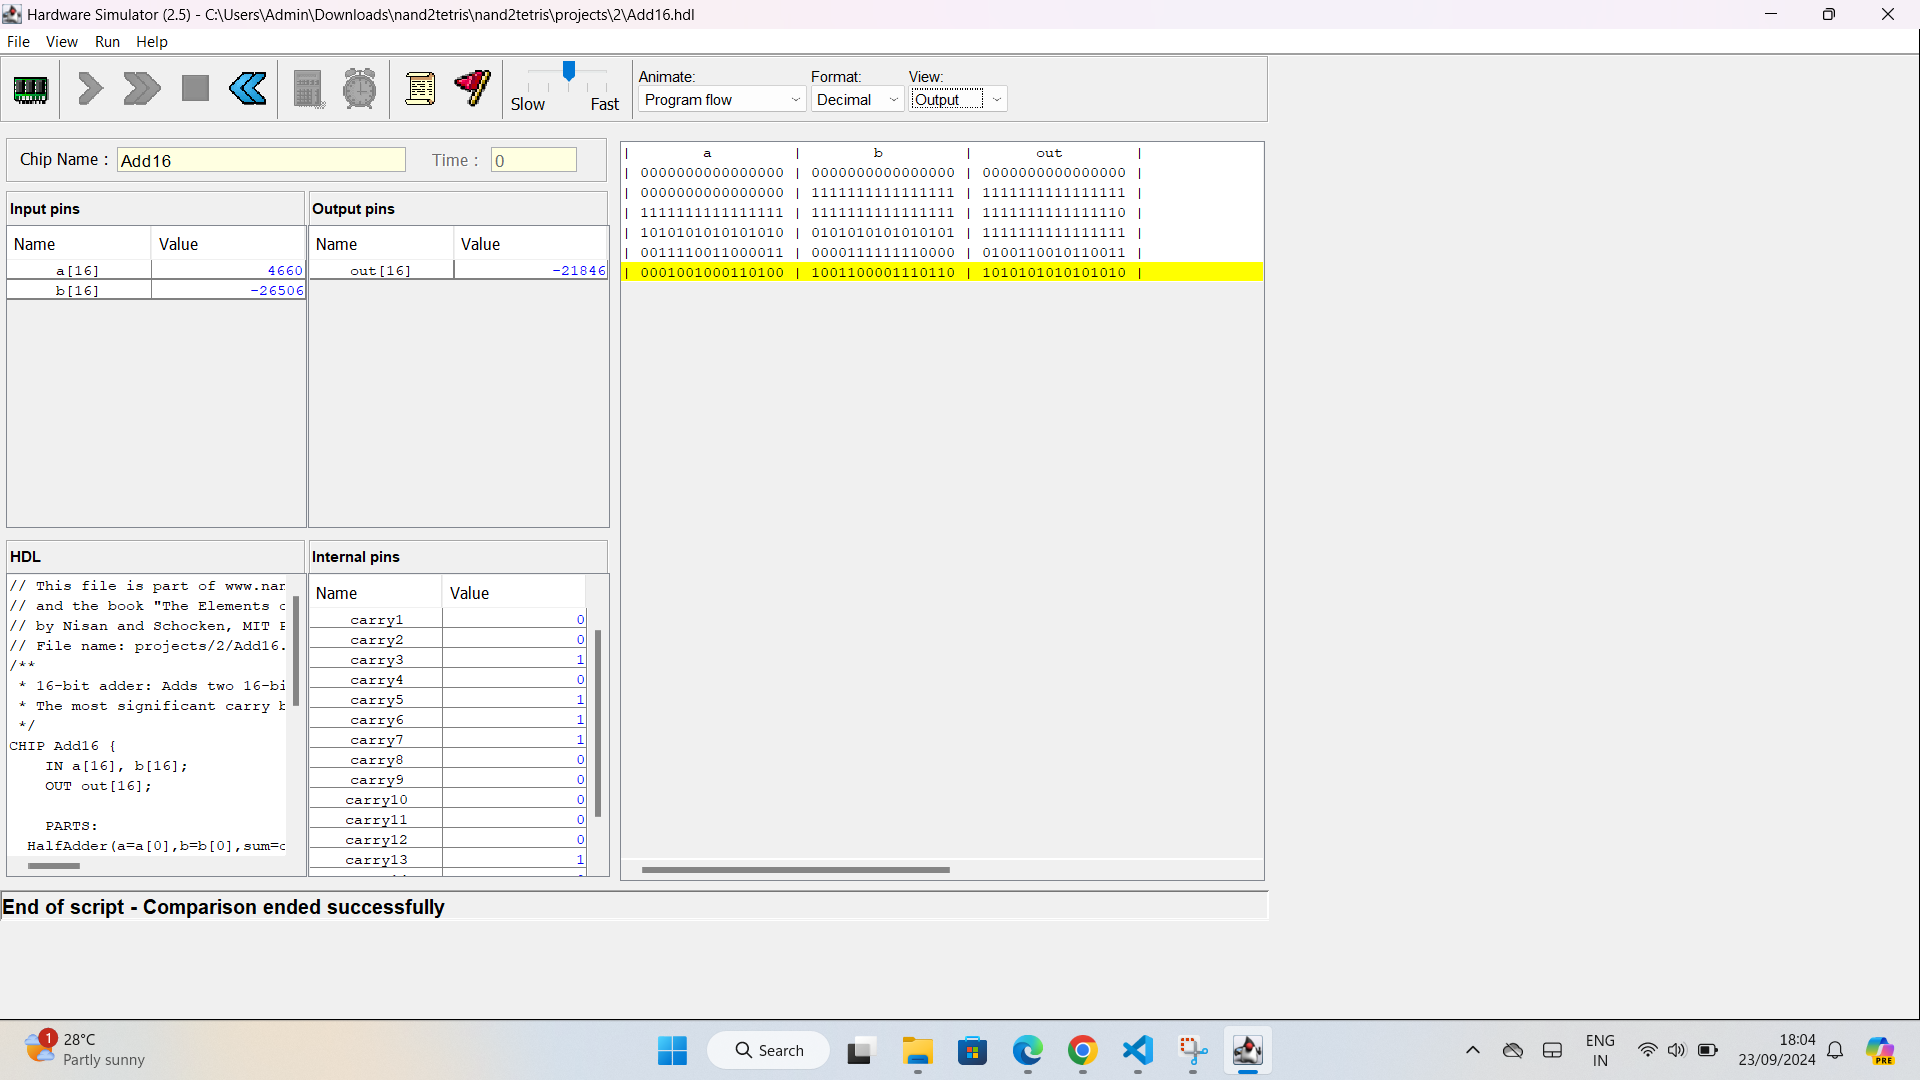 Hardware Simulator (2.5) - C:\Users\Admin\Downloads\nand2tetris\nand2tetris\projects\2\Add16.hdl
File View Run Help
Slow Fast
Animate: Format: View:
Program flow Decimal Output
Chip Name : Add16 Time : 0
Input pins
Name Value
a[16] 4660
b[16] -26506
Output pins
Name Value
out[16] -21846
| a | b | out |
| 0000000000000000 | 0000000000000000 | 0000000000000000 |
| 0000000000000000 | 1111111111111111 | 1111111111111111 |
| 1111111111111111 | 1111111111111111 | 1111111111111110 |
| 1010101010101010 | 0101010101010101 | 1111111111111111 |
| 0011110011000011 | 0000111111110000 | 0100110010110011 |
| 0001001000110100 | 1001100001110110 | 1010101010101010 |
HDL
// This file is part of www.nan
// and the book "The Elements o
// by Nisan and Schocken, MIT P
// File name: projects/2/Add16.
/**
* 16-bit adder: Adds two 16-bi
* The most significant carry b
*/
CHIP Add16 {
IN a[16], b[16];
OUT out[16];
PARTS:
HalfAdder(a=a[0],b=b[0],sum=o
Internal pins
Name Value
carry1 0
carry2 0
carry3 1
carry4 0
carry5 1
carry6 1
carry7 1
carry8 0
carry9 0
carry10 0
carry11 0
carry12 0
carry13 1
End of script - Comparison ended successfully
1
28°C
Partly sunny
Search
ENG
IN
18:04
23/09/2024
PRE